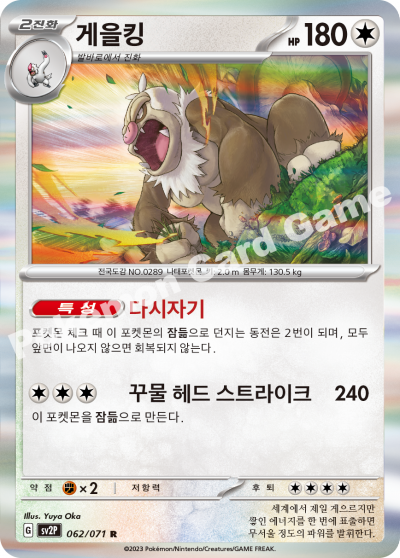 2진화
게을킹
HP 180
발바로에서 진화
전국도감 NO.0289 나태포켓몬 키: 2.0 m 몸무게: 130.5 kg
특성 다시자기
포켓몬 체크 때 이 포켓몬의 잠듦으로 던지는 동전은 2번이 되며, 모두
앞면이 나오지 않으면 회복되지 않는다.
꾸물 헤드 스트라이크 240
이 포켓몬을 잠듦으로 만든다.
약점 ×2 저항력 후퇴
Illus. Yuya Oka
G SV2P 062/071 R
세계에서 제일 게으르지만
쌓인 에너지를 한 번에 표출하면
무서울 정도의 파워를 발휘한다.
©2023 Pokémon/Nintendo/Creatures/GAME FREAK.
Pokémon Card Game